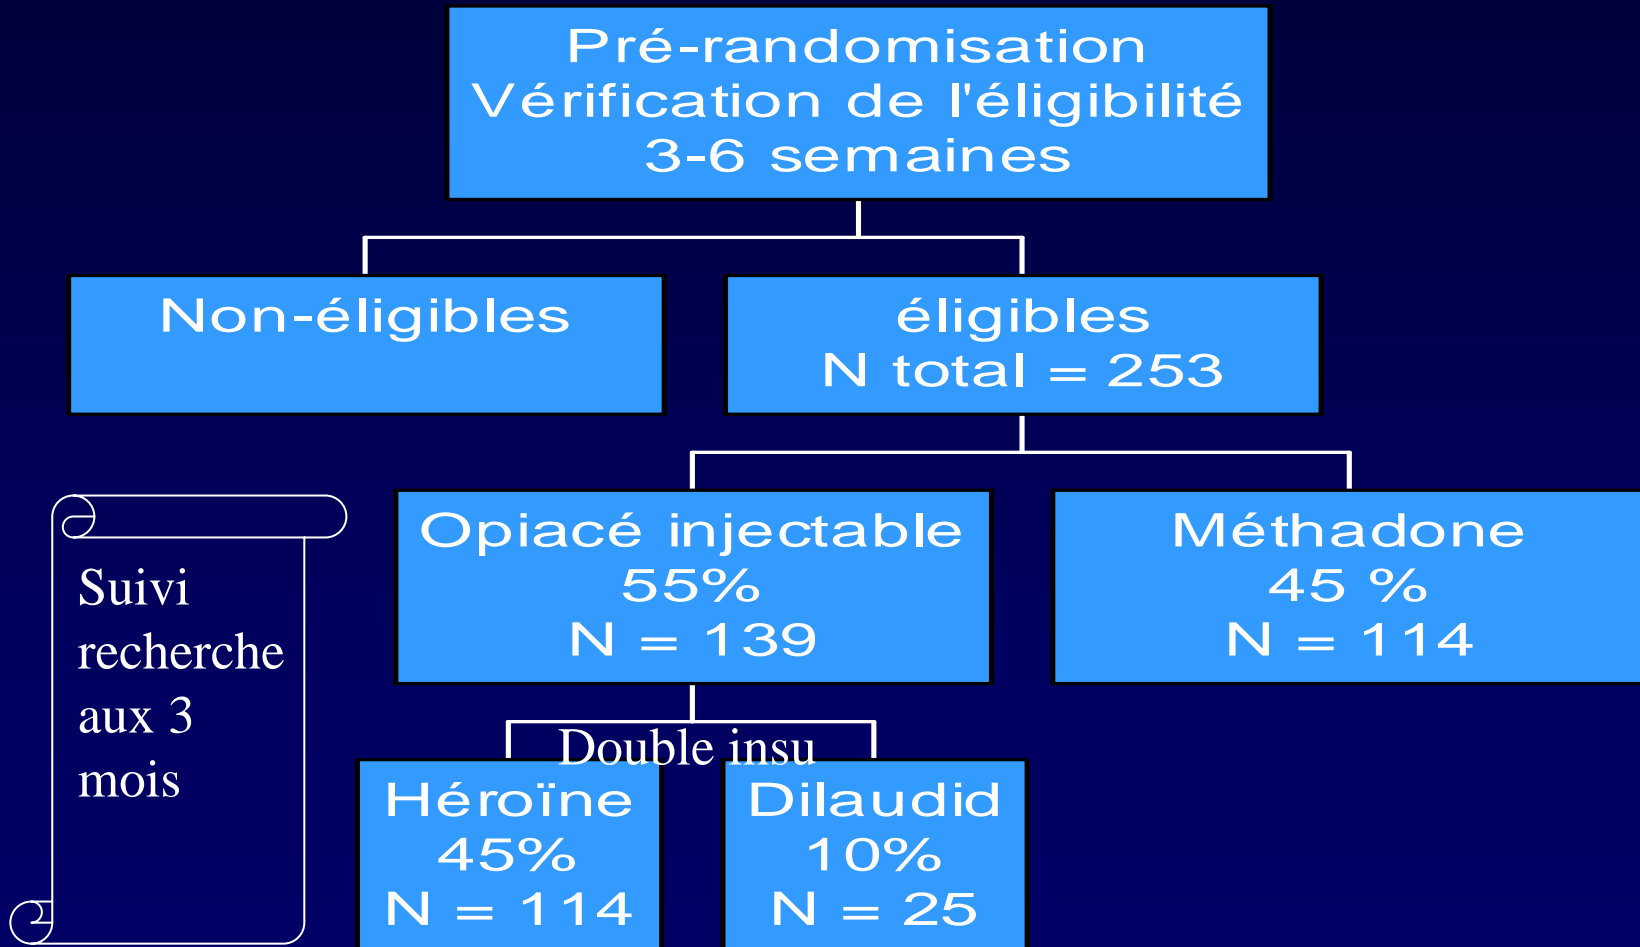 Pré-randomisation
Vérification de l'éligibilité
3-6 semaines
Non-éligibles
éligibles
N total = 253
Opiacé injectable
55%
N = 139
Méthadone
45 %
N = 114
Suivi
recherche
aux 3
mois
Double insu
Héroïne
45%
N = 114
Dilaudid
10%
N = 25